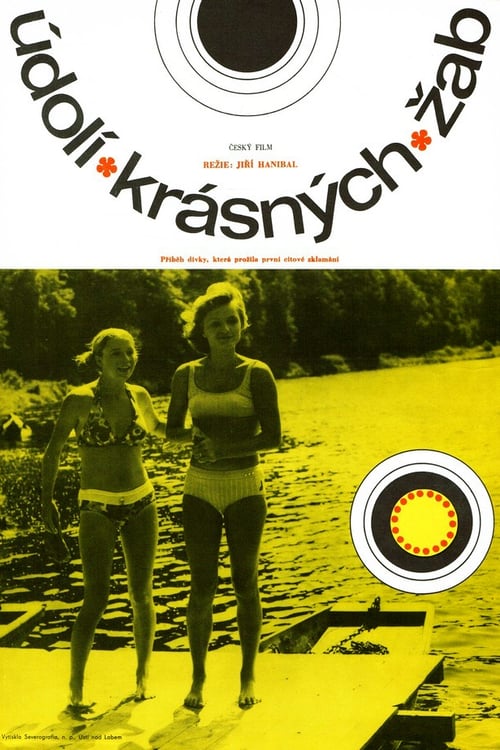 údolí * krásných * žab
ČESKÝ FILM
REŽIE: JIŘÍ HANIBAL
Příběh dívky, která prožila první citové zklamání
Vytiskla Severografia, n. p., Ústí nad Labem